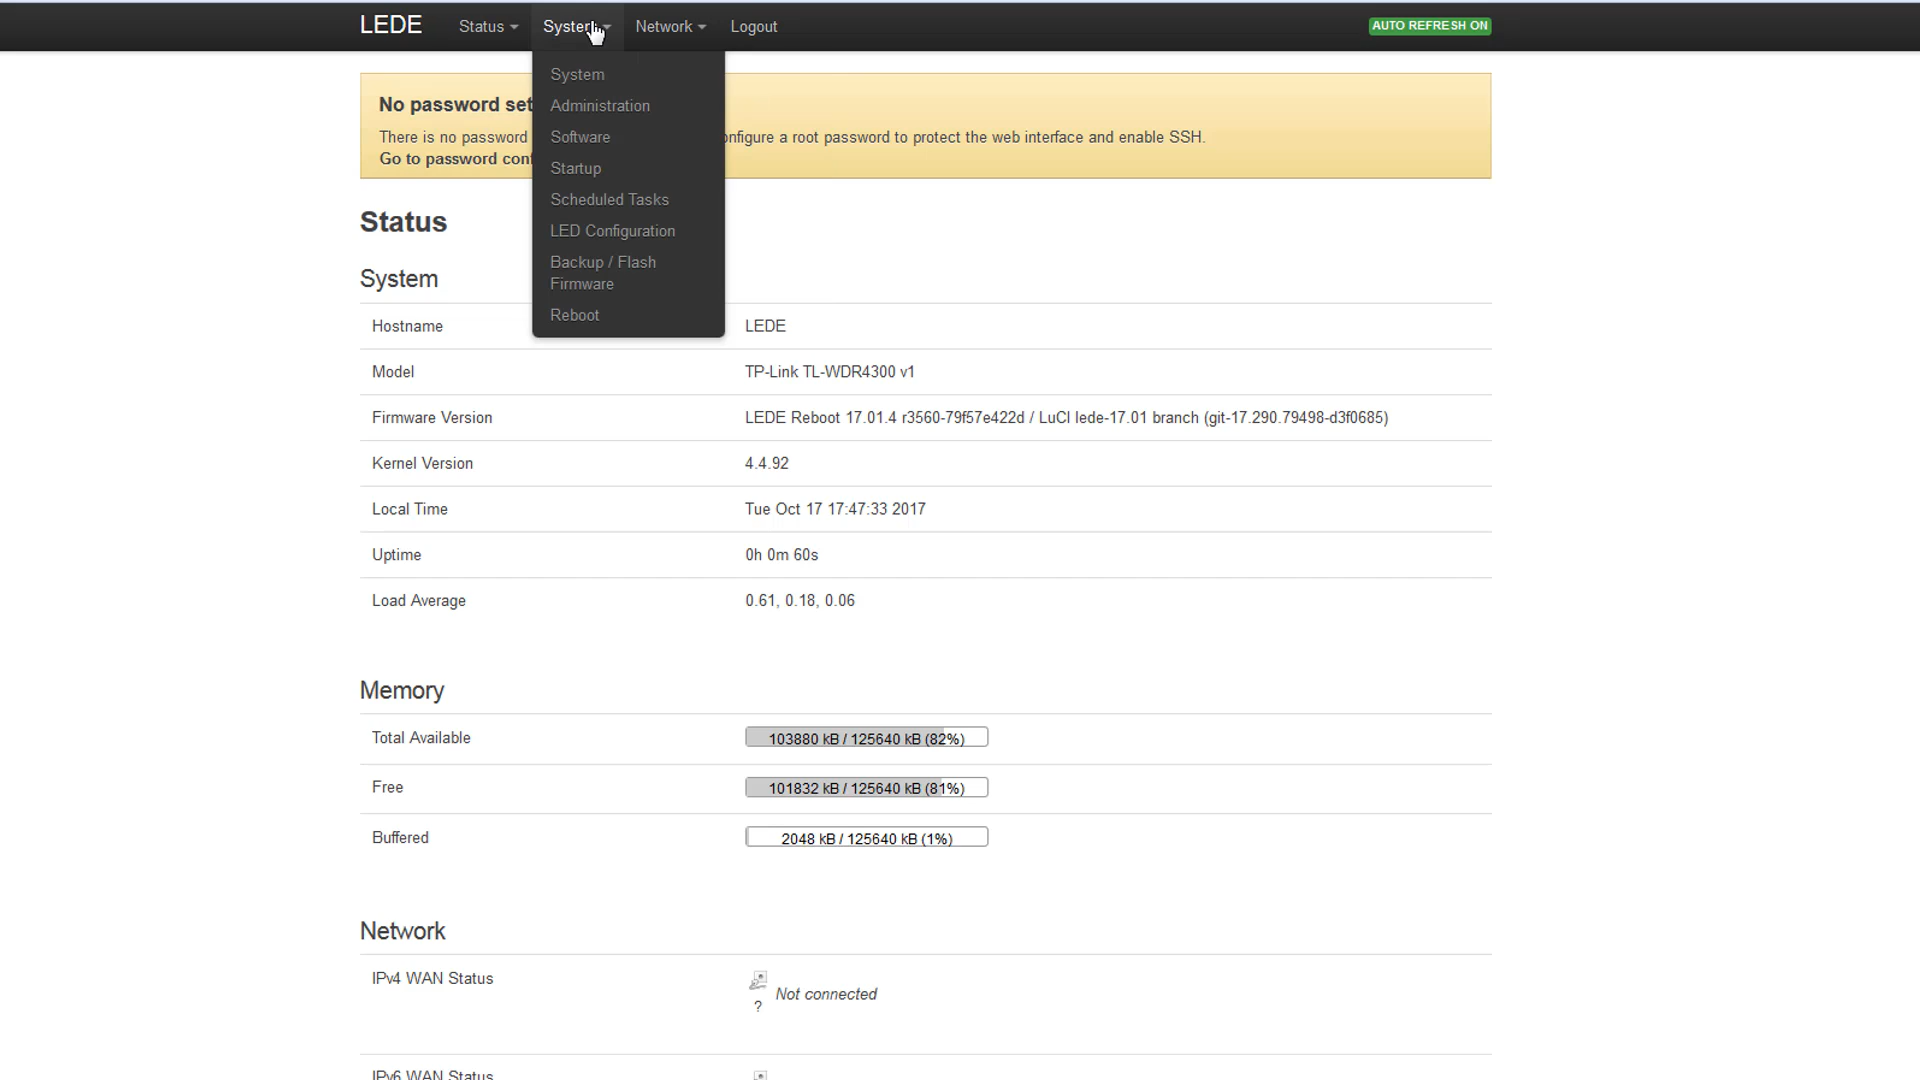 LEDE Status System Network Logout AUTO REFRESH ON
System
Administration
Software
Startup
Scheduled Tasks
LED Configuration
Backup / Flash
Firmware
Reboot
No password set
There is no password onfigure a root password to protect the web interface and enable SSH.
Go to password conf
Status
System
Hostname LEDE
Model TP-Link TL-WDR4300 v1
Firmware Version LEDE Reboot 17.01.4 r3560-79f57e422d / LuCI lede-17.01 branch (git-17.290.79498-d3f0685)
Kernel Version 4.4.92
Local Time Tue Oct 17 17:47:33 2017
Uptime 0h 0m 60s
Load Average 0.61, 0.18, 0.06
Memory
Total Available 103880 kB / 125640 kB (82%)
Free 101832 kB / 125640 kB (81%)
Buffered 2048 kB / 125640 kB (1%)
Network
IPv4 WAN Status Not connected
?
IPv6 WAN Status